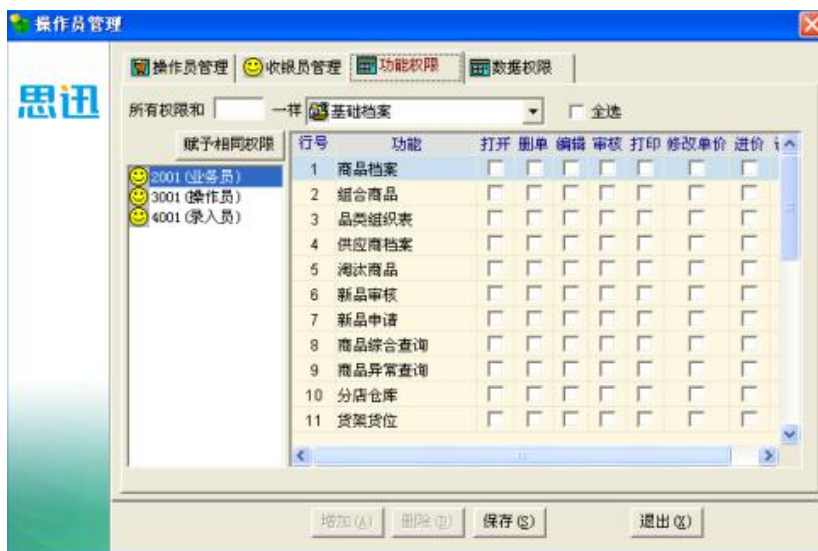 操作员管理
思迅
操作员管理 收银员管理 功能权限 数据权限
所有权限和 一样 基础档案 全选
赋予相同权限
2001 (业务员)
3001 (操作员)
4001 (录入员)
行号 功能 打开 删单 编辑 审核 打印 修改单价 进价
1 商品档案
2 组合商品
3 品类组织表
4 供应商档案
5 淘汰商品
6 新品审核
7 新品申请
8 商品综合查询
9 商品异常查询
10 分店仓库
11 货架货位
增加(A) 删除(D) 保存(S) 退出(X)